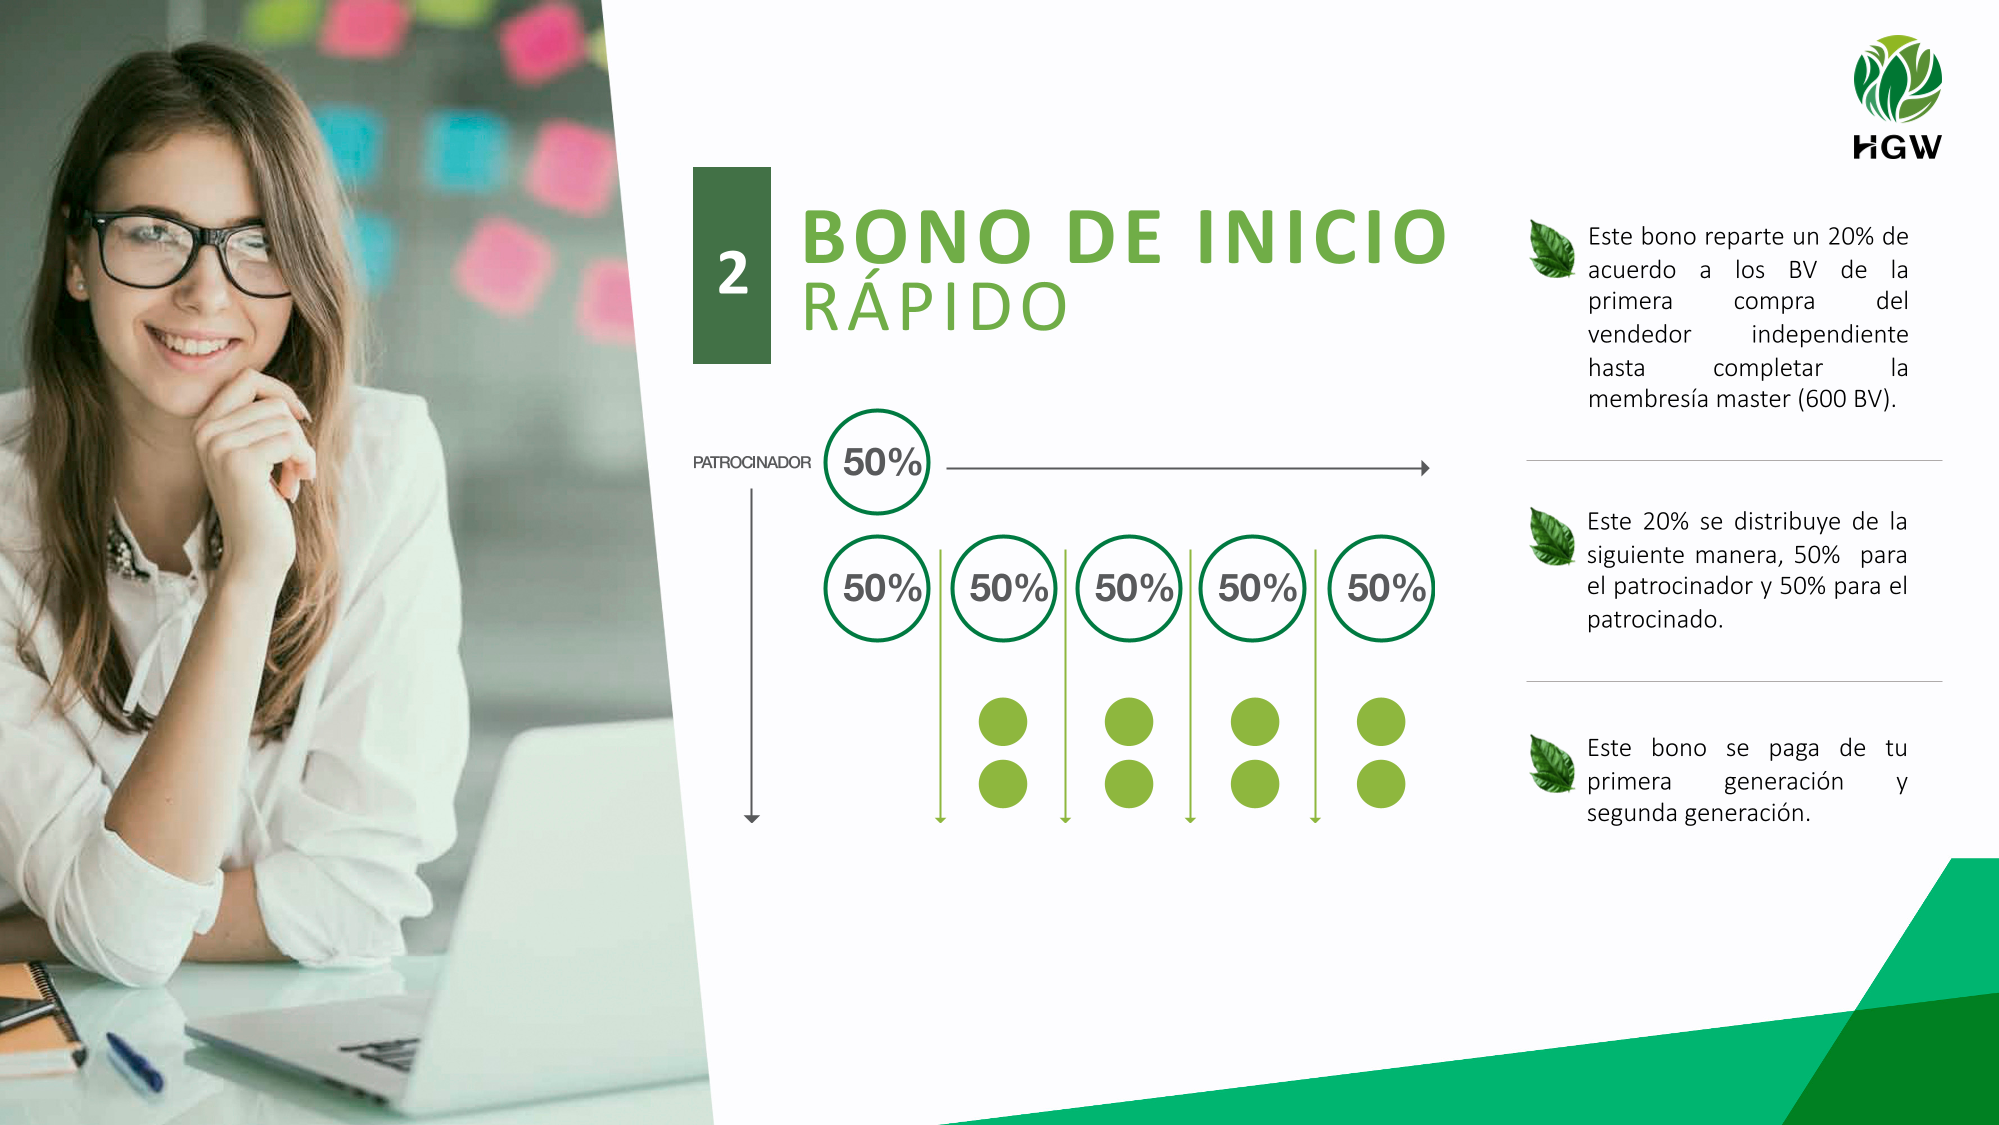 HGW
2
BONO DE INICIO
RÁPIDO
PATROCINADOR 50%
50% 50% 50% 50% 50%
Este bono reparte un 20% de
acuerdo a los BV de la
primera compra del
vendedor independiente
hasta completar la
membresía master (600 BV).
Este 20% se distribuye de la
siguiente manera, 50% para
el patrocinador y 50% para el
patrocinado.
Este bono se paga de tu
primera generación y
segunda generación.